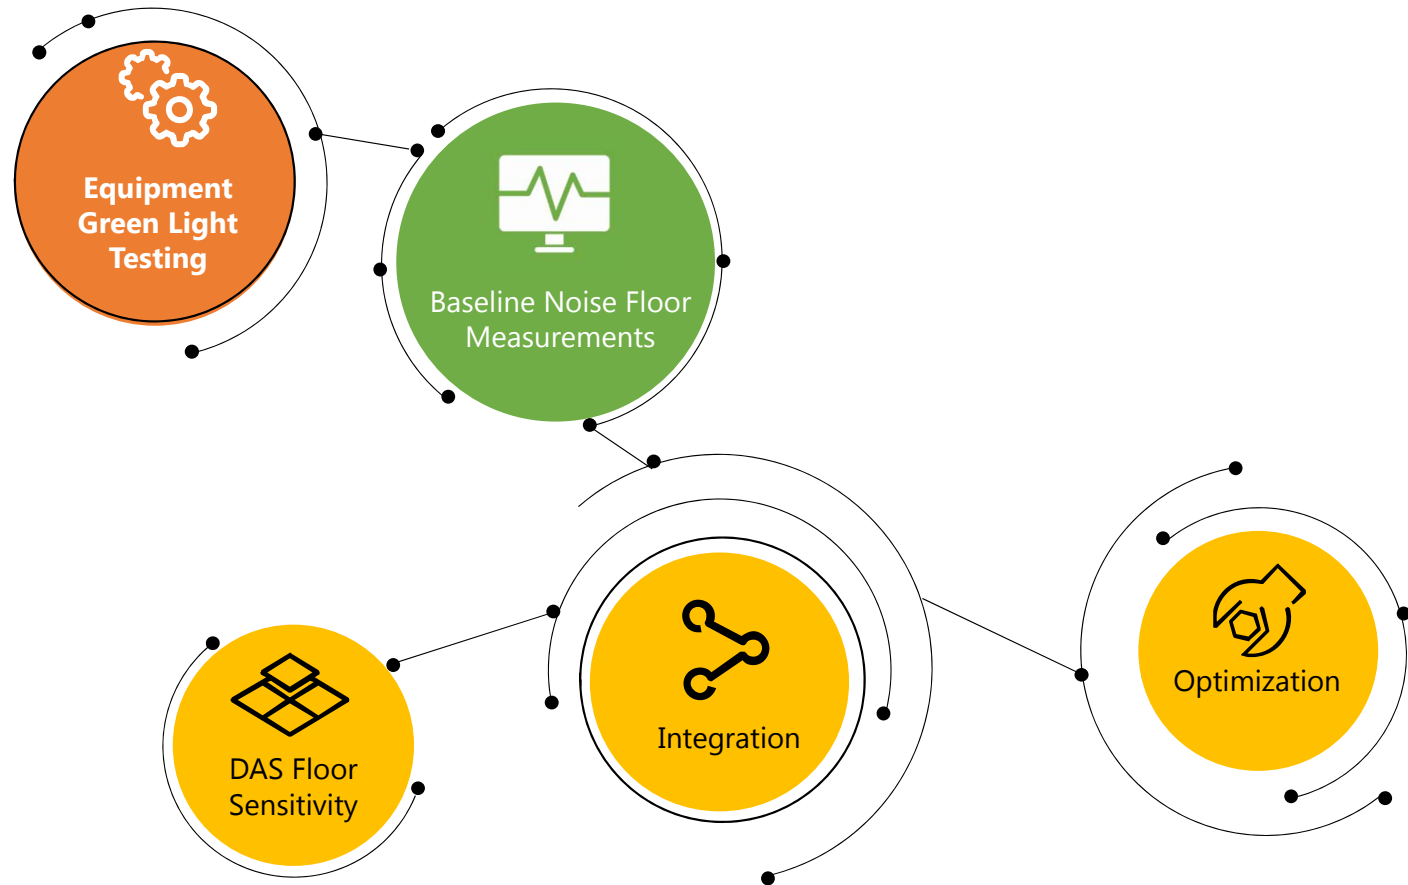 Equipment
Green Light
Testing
Baseline Noise Floor
Measurements
Integration
DAS Floor
Sensitivity
Optimization